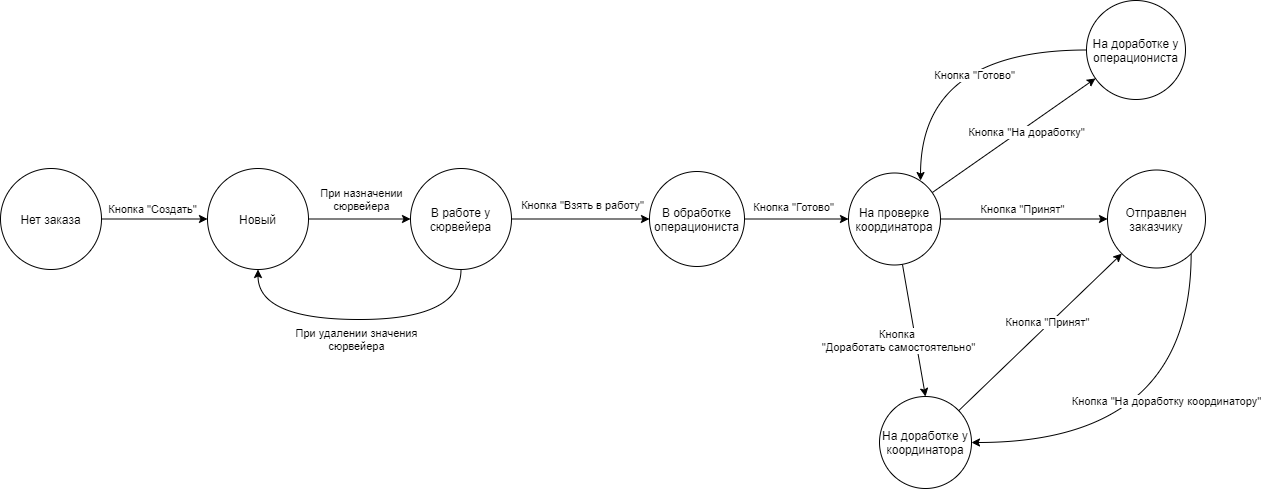 На доработке у
операциониста
Кнопка "Готово"
Кнопка "На доработку"
Нет заказа
Кнопка "Создать"
Новый
При назначении
сюрвейера
В работе у
сюрвейера
Кнопка "Взять в работу"
В обработке
операциониста
Кнопка "Готово"
На проверке
координатора
Кнопка "Принят"
Отправлен
заказчику
При удалении значения
сюрвейера
Кнопка
"Доработать самостоятельно"
Кнопка "Принят"
Кнопка "На доработку координатору"
На доработке у
координатора